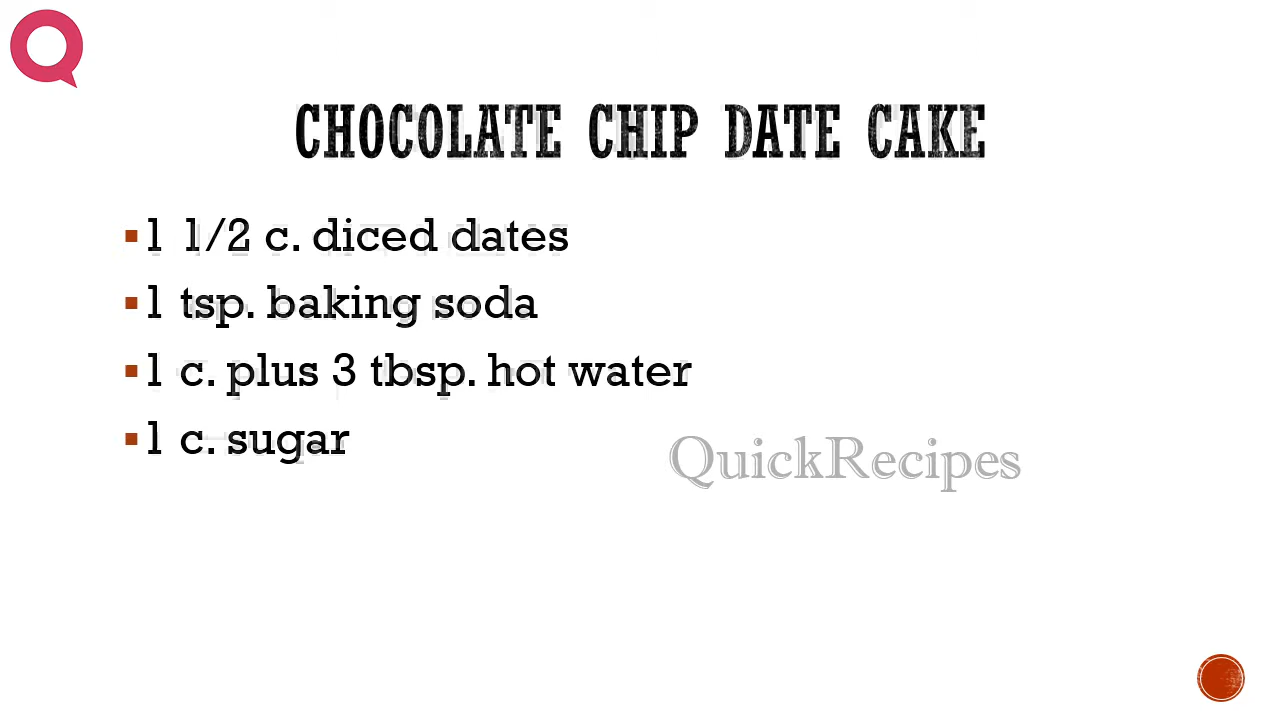 CHOCOLATE CHIP DATE CAKE
1 1/2 c. diced dates
1 tsp. baking soda
1 c. plus 3 tbsp. hot water
1 c. sugar
QuickRecipes